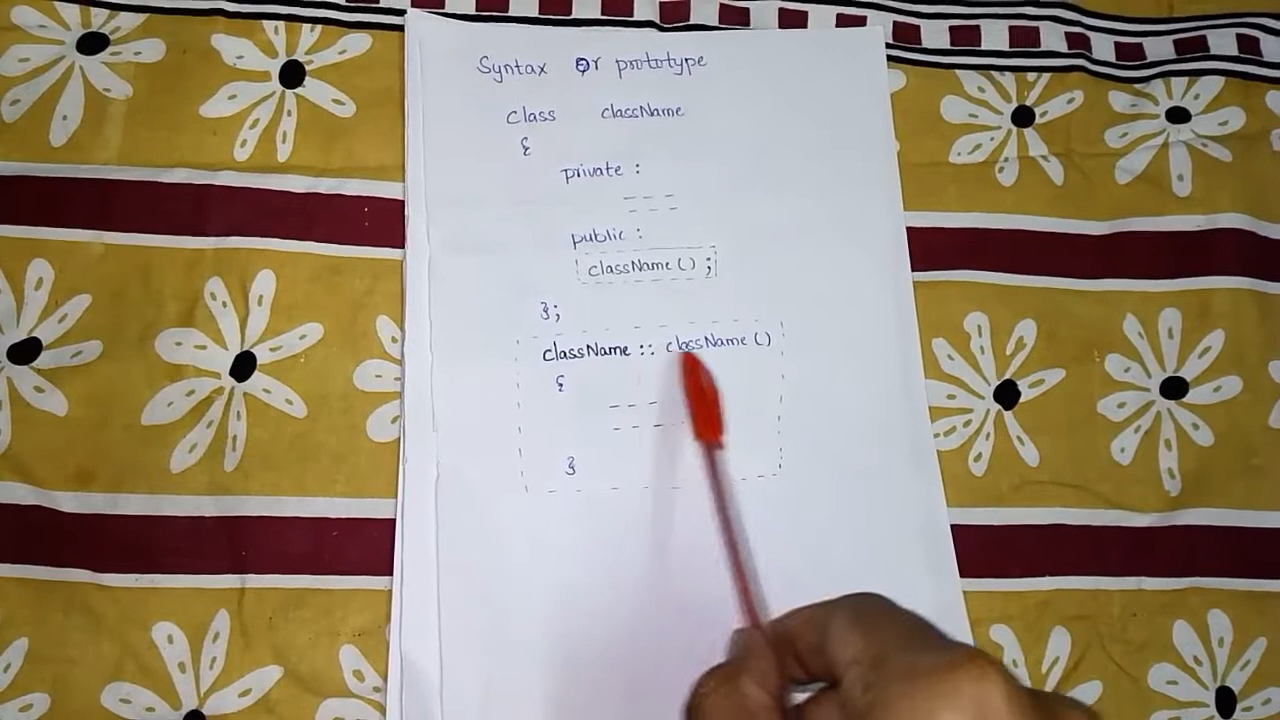 Syntax Or prototype
class className
{
private :
- - -
- - -
public :
className() ;
};
className :: className()
{
- - -
- - - -
}